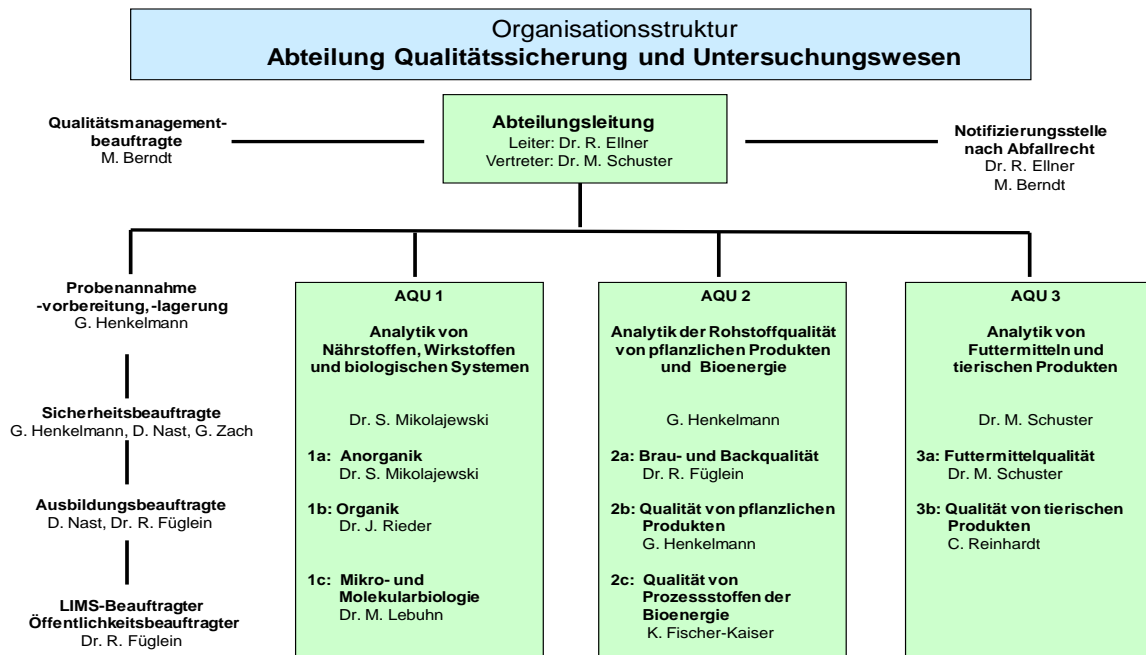 Organisationsstruktur
Abteilung Qualitätssicherung und Untersuchungswesen
Qualitätsmanagement-
beauftragte
M. Berndt
Abteilungsleitung
Leiter: Dr. R. Ellner
Vertreter: Dr. M. Schuster
Notifizierungsstelle
nach Abfallrecht
Dr. R. Ellner
M. Berndt
Probenannahme
-vorbereitung, -lagerung
G. Henkelmann
Sicherheitsbeauftragte
G. Henkelmann, D. Nast, G. Zach
Ausbildungsbeauftragte
D. Nast, Dr. R. Füglein
LIMS-Beauftragter
Öffentlichkeitsbeauftragter
Dr. R. Füglein
AQU 1
Analytik von
Nährstoffen, Wirkstoffen
und biologischen Systemen
Dr. S. Mikolajewski
1a: Anorganik
Dr. S. Mikolajewski
1b: Organik
Dr. J. Rieder
1c: Mikro- und
Molekularbiologie
Dr. M. Lebuhn
AQU 2
Analytik der Rohstoffqualität
von pflanzlichen Produkten
und Bioenergie
G. Henkelmann
2a: Brau- und Backqualität
Dr. R. Füglein
2b: Qualität von pflanzlichen
Produkten
G. Henkelmann
2c: Qualität von
Prozessstoffen der
Bioenergie
K. Fischer-Kaiser
AQU 3
Analytik von
Futtermitteln und
tierischen Produkten
Dr. M. Schuster
3a: Futtermittelqualität
Dr. M. Schuster
3b: Qualität von tierischen
Produkten
C. Reinhardt